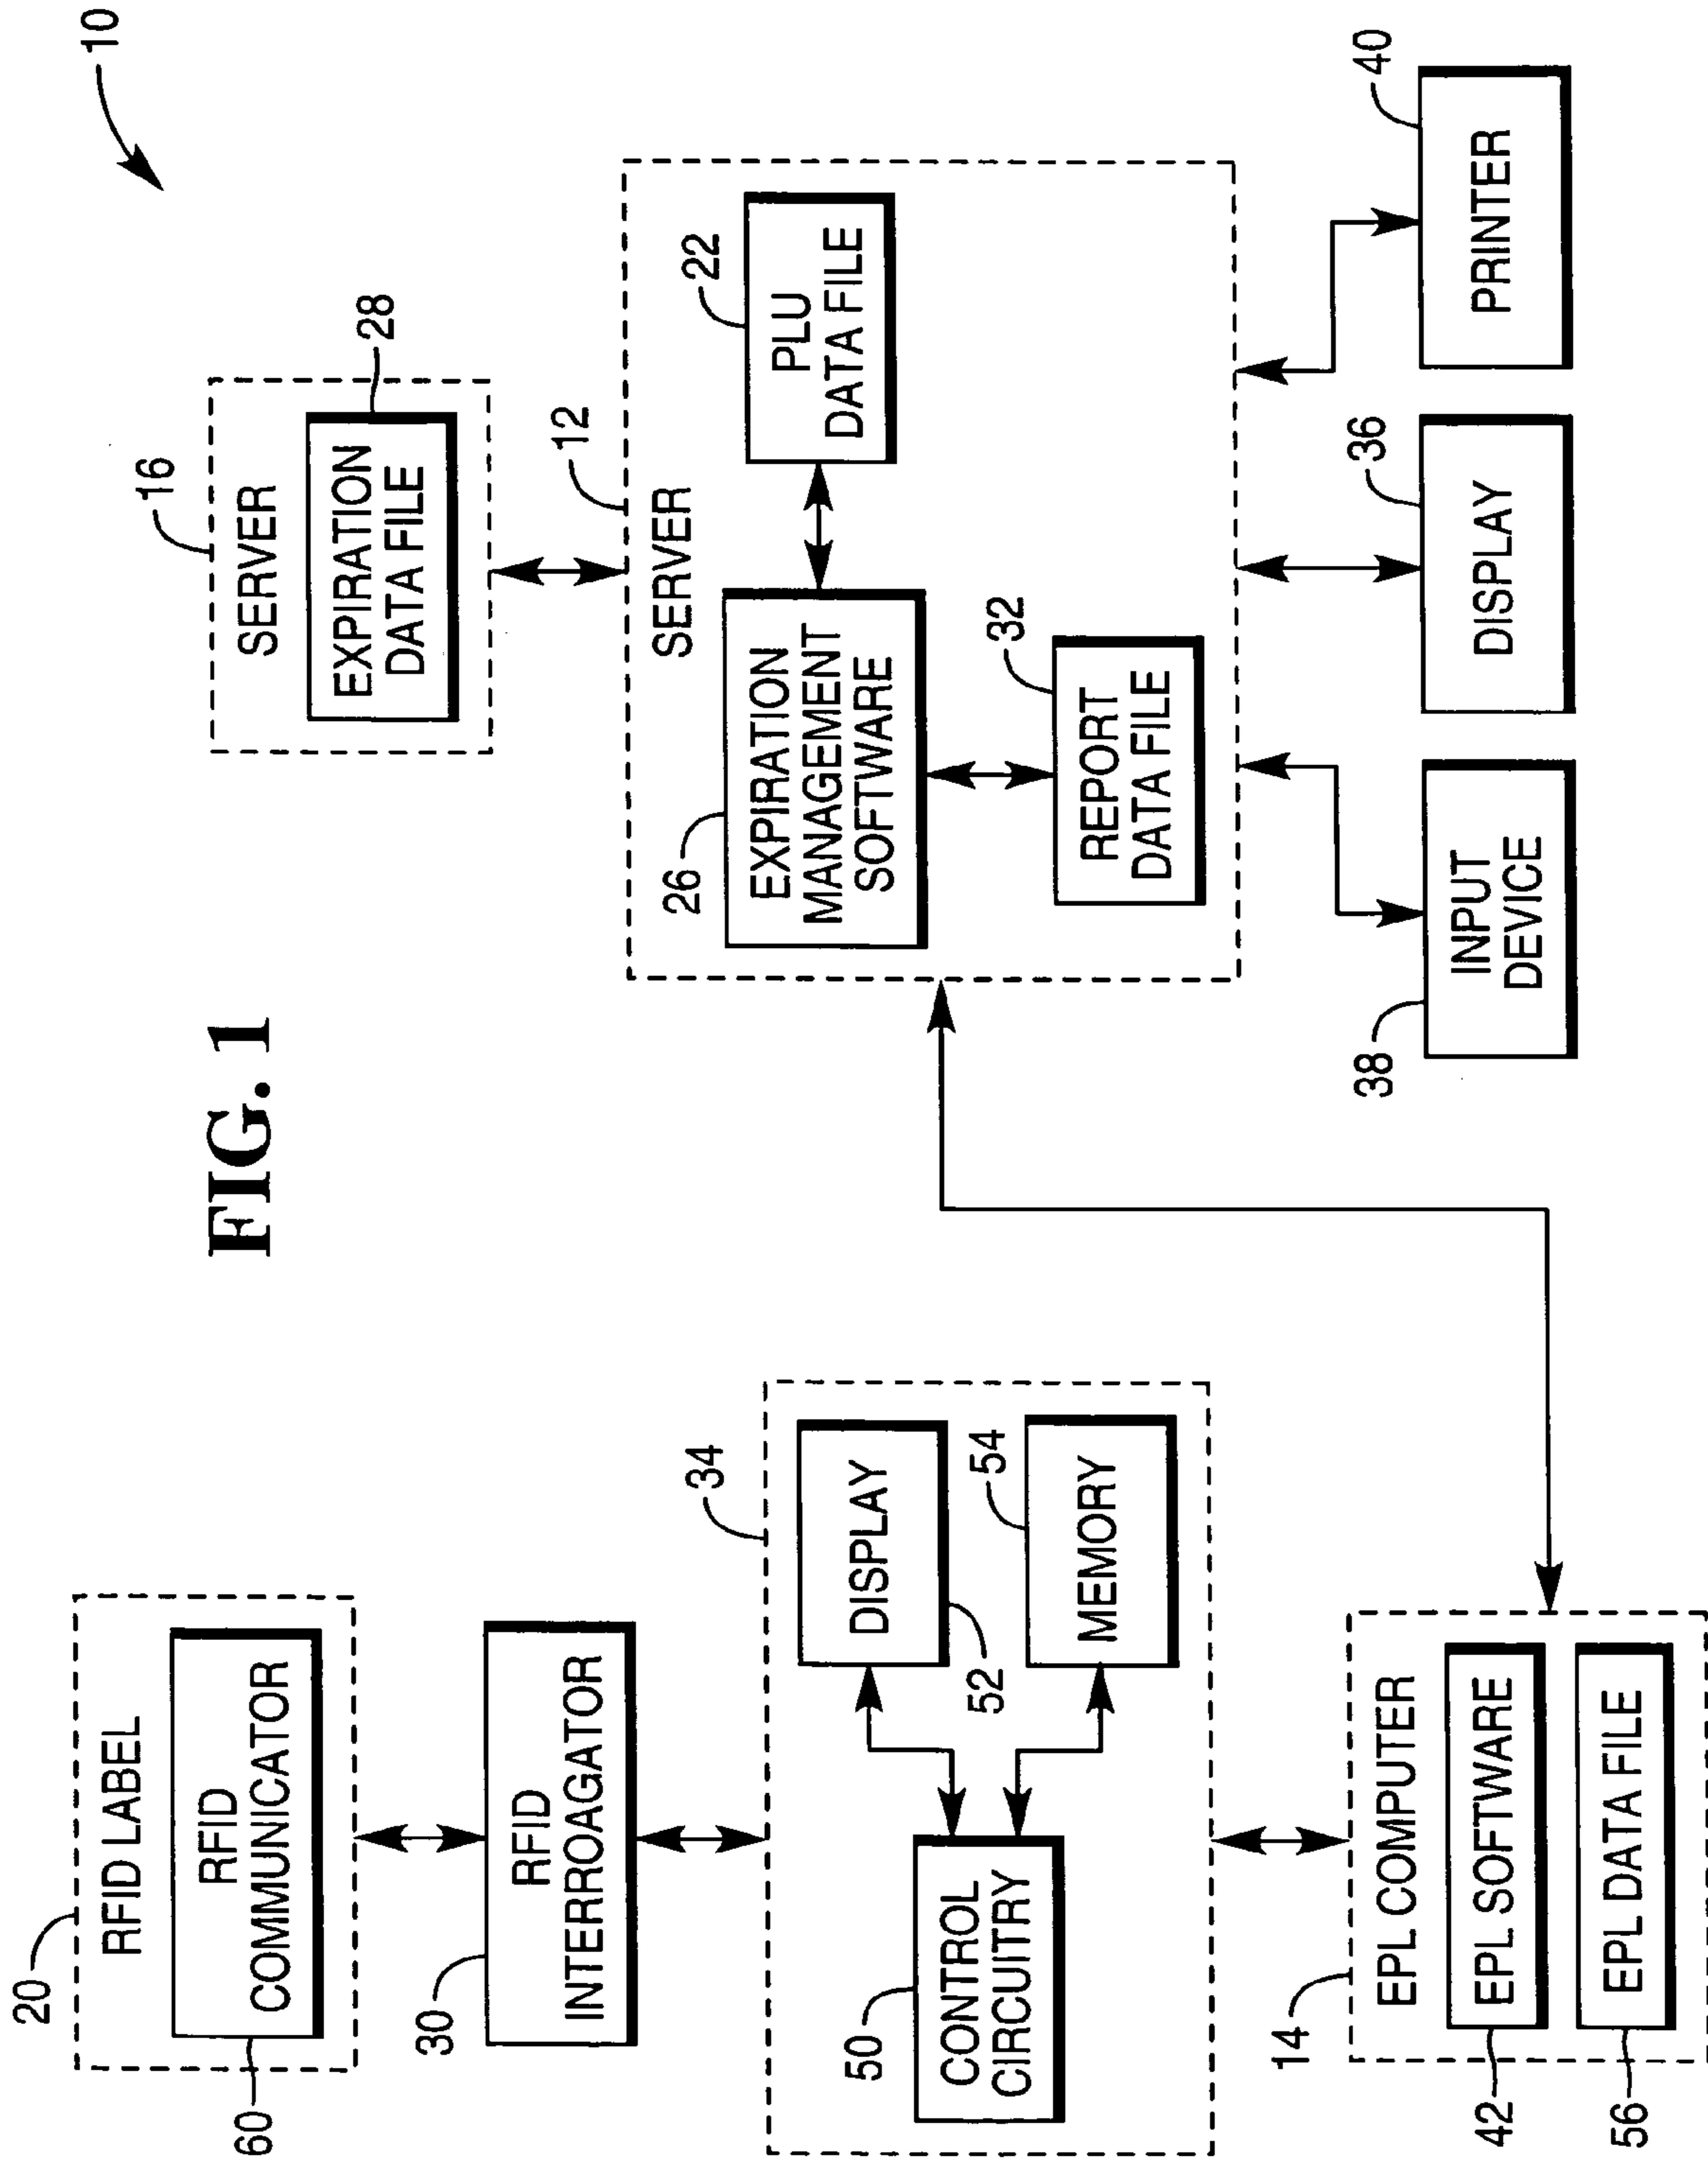 FIG. 1
10
20
RFID LABEL
RFID
COMMUNICATOR
60
30
RFID
INTERROAGATOR
34
DISPLAY
52
MEMORY
54
50
CONTROL
CIRCUITRY
14
EPL COMPUTER
EPL SOFTWARE
42
EPL DATA FILE
56
16
SERVER
EXPIRATION
DATA FILE
28
12
SERVER
26
EXPIRATION
MANAGEMENT
SOFTWARE
22
PLU
DATA FILE
32
REPORT
DATA FILE
38
INPUT
DEVICE
36
DISPLAY
40
PRINTER